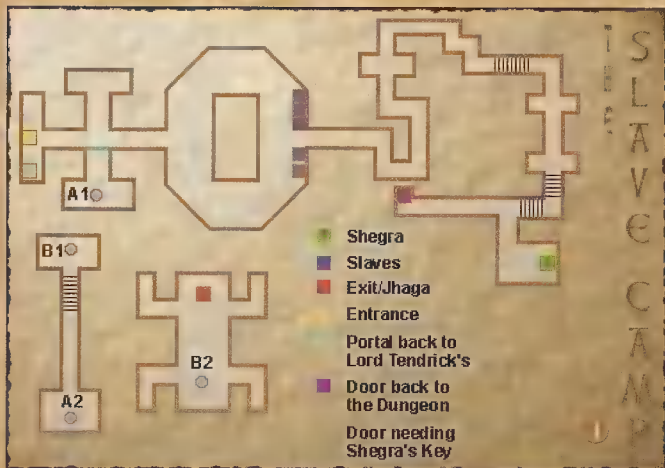 THE
SLAVE CAMP
A1
B1
A2
B2
Shegra
Slaves
Exit/Jhaga
Entrance
Portal back to
Lord Tendrick's
Door back to
the Dungeon
Door needing
Shegra's Key